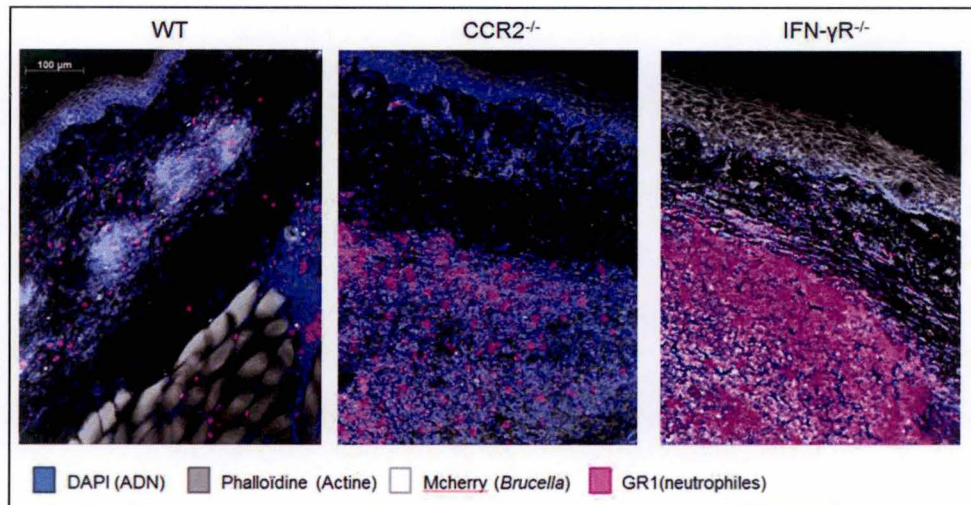 WT
CCR2-/-
IFN-γR-/-
100 µm
DAPI (ADN)
Phalloïdine (Actine)
Mcherry (Brucella)
GR1(neutrophiles)